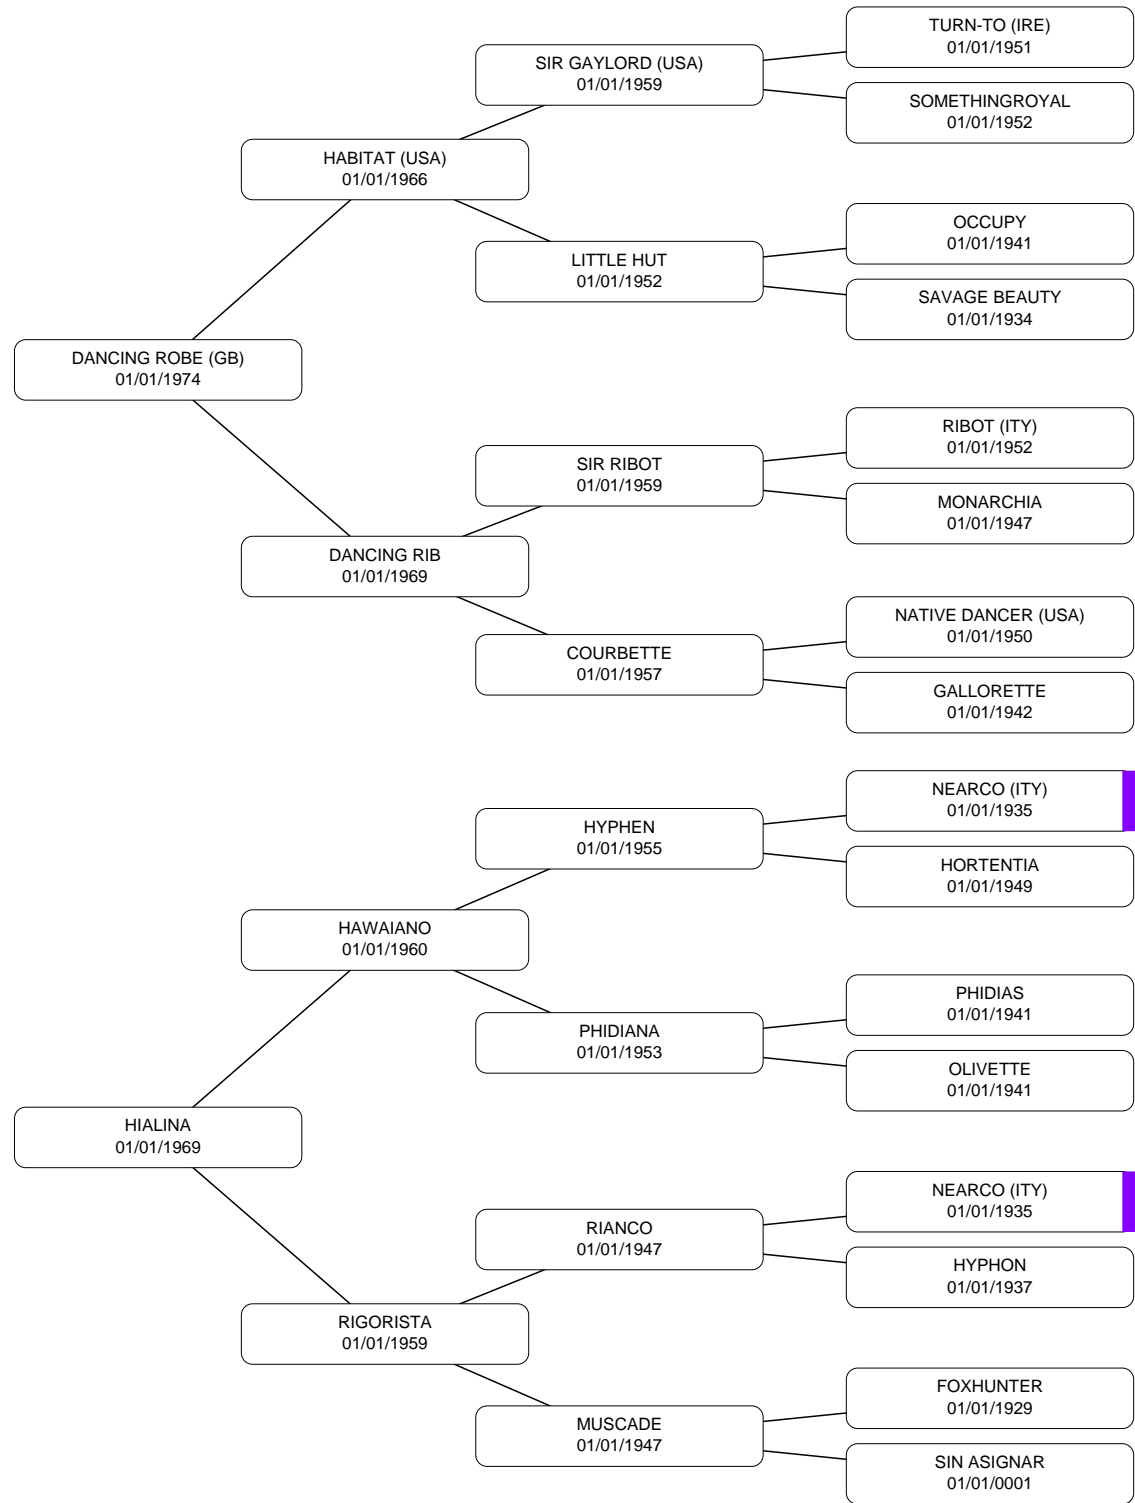 TURN-TO (IRE)
01/01/1951
SIR GAYLORD (USA)
01/01/1959
SOMETHINGROYAL
01/01/1952
HABITAT (USA)
01/01/1966
OCCUPY
01/01/1941
LITTLE HUT
01/01/1952
SAVAGE BEAUTY
01/01/1934
DANCING ROBE (GB)
01/01/1974
RIBOT (ITY)
01/01/1952
SIR RIBOT
01/01/1959
MONARCHIA
01/01/1947
DANCING RIB
01/01/1969
NATIVE DANCER (USA)
01/01/1950
COURBETTE
01/01/1957
GALLORETTE
01/01/1942
NEARCO (ITY)
01/01/1935
HYPHEN
01/01/1955
HORTENTIA
01/01/1949
HAWAIANO
01/01/1960
PHIDIAS
01/01/1941
PHIDIANA
01/01/1953
OLIVETTE
01/01/1941
HIALINA
01/01/1969
NEARCO (ITY)
01/01/1935
RIANCO
01/01/1947
HYPHON
01/01/1937
RIGORISTA
01/01/1959
FOXHUNTER
01/01/1929
MUSCADE
01/01/1947
SIN ASIGNAR
01/01/0001